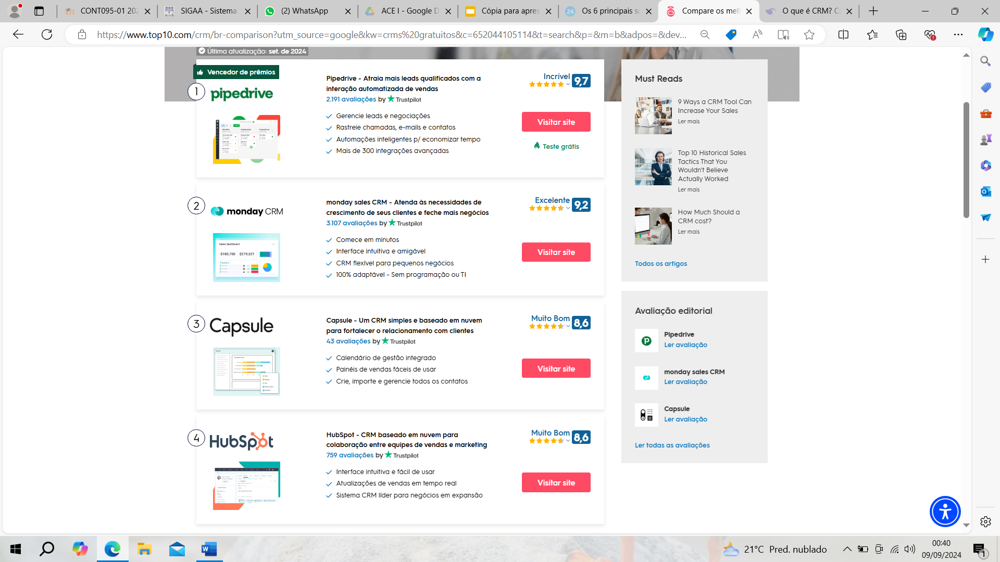 CONT095-01 202
SIGAA - Sistema
(2) WhatsApp
ACE I - Google D
Cópia para apres
Os 6 principais so
Compare os mell
O que é CRM? Co
https://www.top10.com/crm/br-comparison?utm_source=google&kw=crms%20gratuitos&c=652044105114&t=search&p=&m=b&adpos=&dev...
Última atualização: set. de 2024
Vencedor de prêmios
1
pipedrive
Pipedrive - Atraia mais leads qualificados com a
interação automatizada de vendas
2.191 avaliações by Trustpilot
Gerencie leads e negociações
Rastreie chamadas, e-mails e contatos
Automações inteligentes p/ economizar tempo
Mais de 300 integrações avançadas
Incrível
9,7
Visitar site
Teste grátis
2
monday CRM
Sales dashboard
$180,700 $279,521
Pipeline
monday sales CRM - Atenda às necessidades de
crescimento de seus clientes e feche mais negócios
3.107 avaliações by Trustpilot
Comece em minutos
Interface intuitiva e amigável
CRM flexível para pequenos negócios
100% adaptável - Sem programação ou TI
Excelente
9,2
Visitar site
3
Capsule
Capsule - Um CRM simples e baseado em nuvem
para fortalecer o relacionamento com clientes
43 avaliações by Trustpilot
Calendário de gestão integrado
Painéis de vendas fáceis de usar
Crie, importe e gerencie todos os contatos
Muito Bom
8,6
Visitar site
4
HubSpot
HubSpot - CRM baseado em nuvem para
colaboração entre equipes de vendas e marketing
759 avaliações by Trustpilot
Interface intuitiva e fácil de usar
Atualizações de vendas em tempo real
Sistema CRM líder para negócios em expansão
Muito Bom
8,6
Visitar site
Must Reads
9 Ways a CRM Tool Can
Increase Your Sales
Ler mais
Top 10 Historical Sales
Tactics That You
Wouldn't Believe
Actually Worked
Ler mais
How Much Should a
CRM cost?
Ler mais
Todos os artigos
Avaliação editorial
Pipedrive
Ler avaliação
monday sales CRM
Ler avaliação
Capsule
Ler avaliação
Ler todas as avaliações
21°C Pred. nublado
00:40
09/09/2024
1